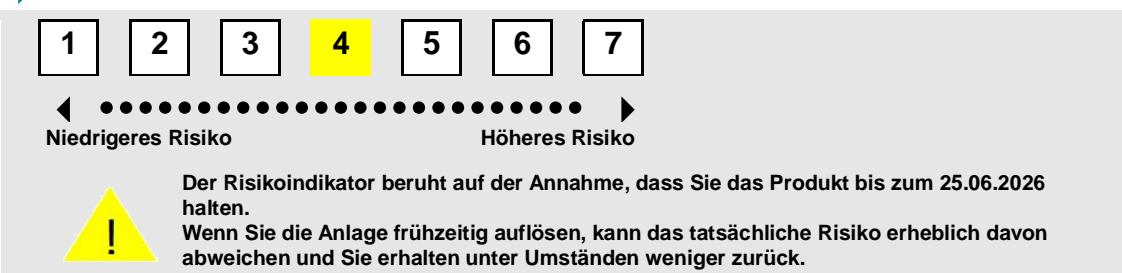 1 2 3 4 5 6 7
Niedrigeres Risiko Höheres Risiko
Der Risikoindikator beruht auf der Annahme, dass Sie das Produkt bis zum 25.06.2026
halten.
Wenn Sie die Anlage frühzeitig auflösen, kann das tatsächliche Risiko erheblich davon
abweichen und Sie erhalten unter Umständen weniger zurück.
!